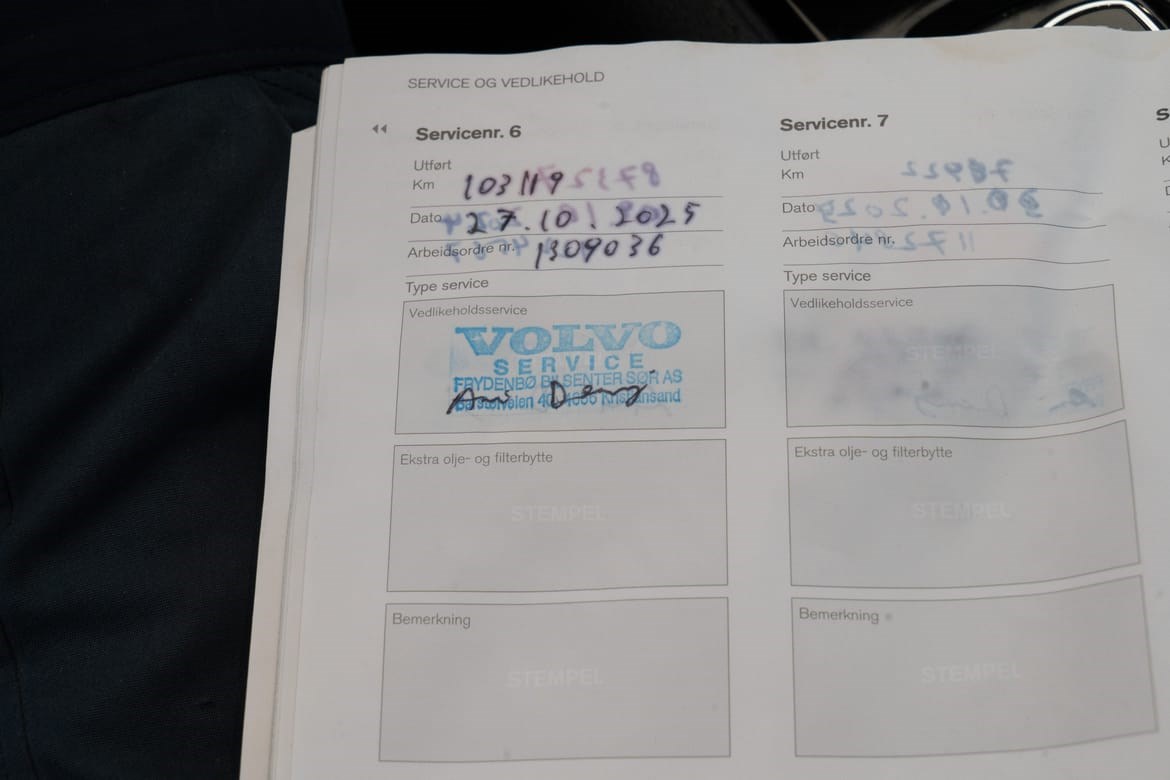 SERVICE OG VEDLIKEHOLD
Servicenr. 6
Utført
Km 103119
Dato 27.10.2025
Arbeidsordre nr. 1309036
Type service
Vedlikeholdsservice
VOLVO
SERVICE
FRYDENBØ BILSENTER SØR AS
Kristiansand
Ekstra olje- og filterbytte
STEMPEL
Bemerkning
STEMPEL
Servicenr. 7
Utført
Km
Dato
Arbeidsordre nr.
Type service
Vedlikeholdsservice
STEMPEL
Ekstra olje- og filterbytte
STEMPEL
Bemerkning
STEMPEL